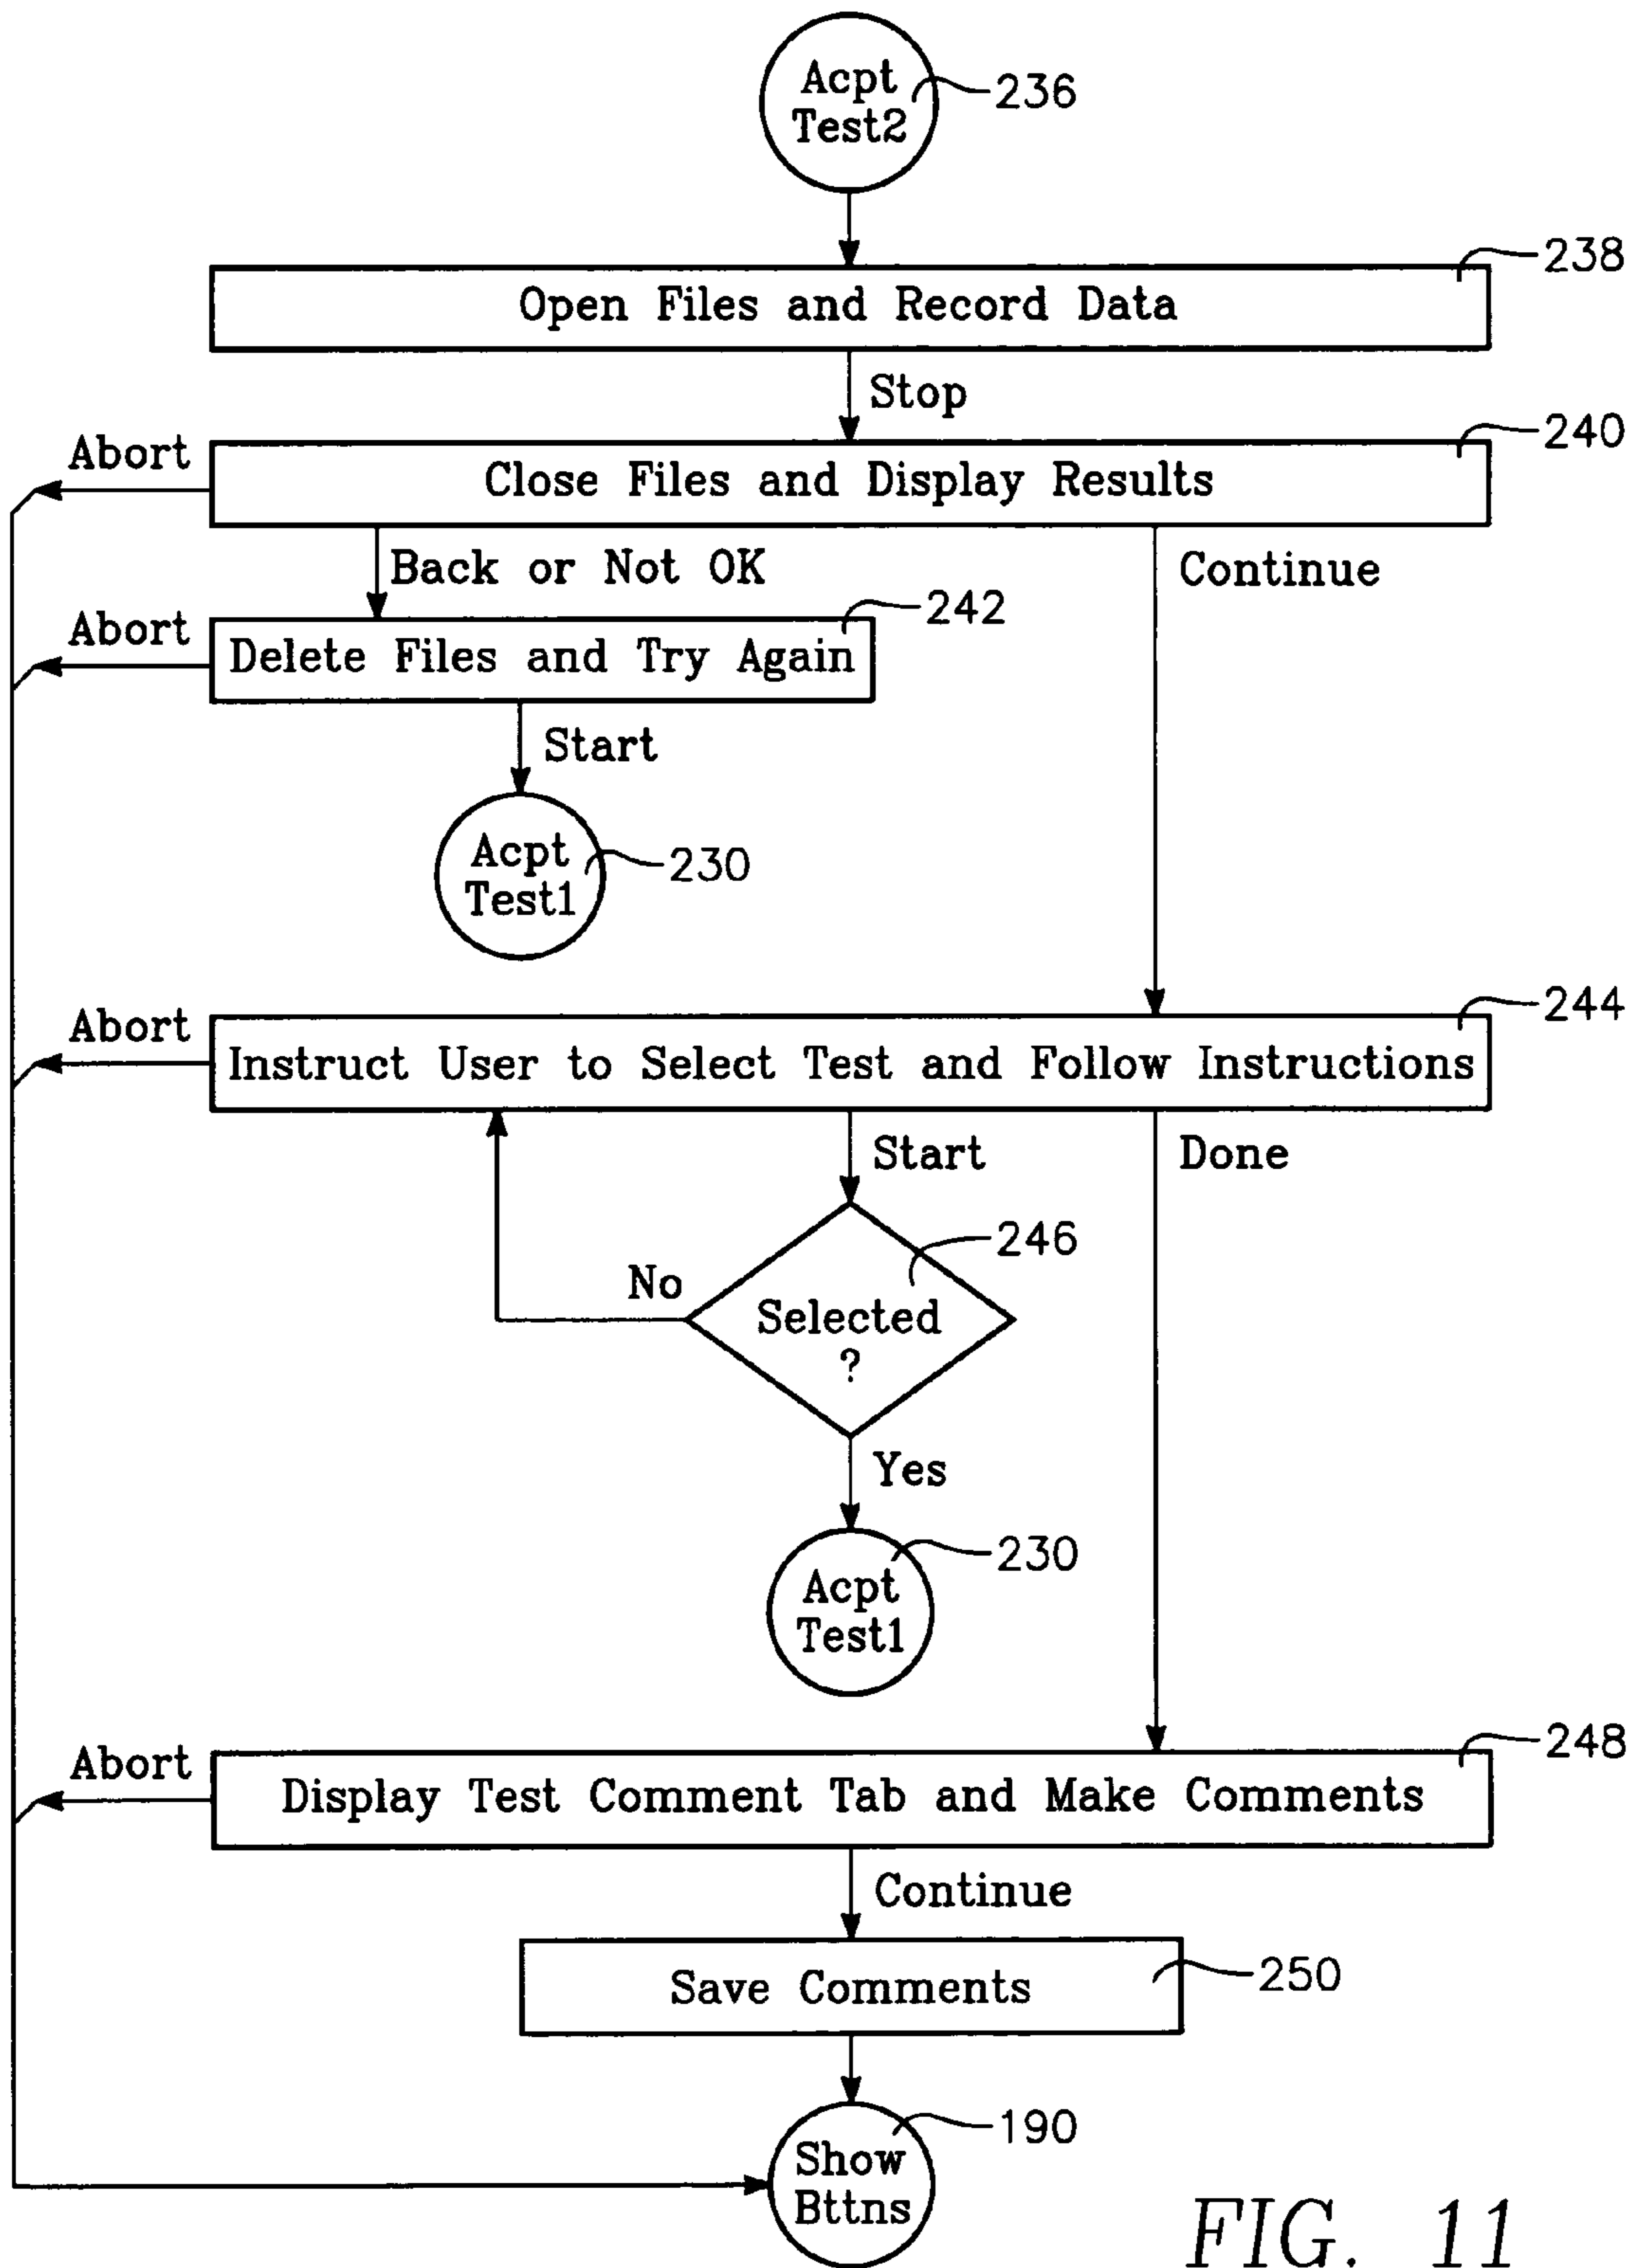 Acpt
Test2
236
238
Open Files and Record Data
Stop
240
Abort
Close Files and Display Results
Back or Not OK
Continue
242
Abort
Delete Files and Try Again
Start
Acpt
Test1
230
244
Abort
Instruct User to Select Test and Follow Instructions
Start
Done
246
No
Selected
?
Yes
230
Acpt
Test1
248
Abort
Display Test Comment Tab and Make Comments
Continue
Save Comments
250
190
Show
Bttns
FIG. 11